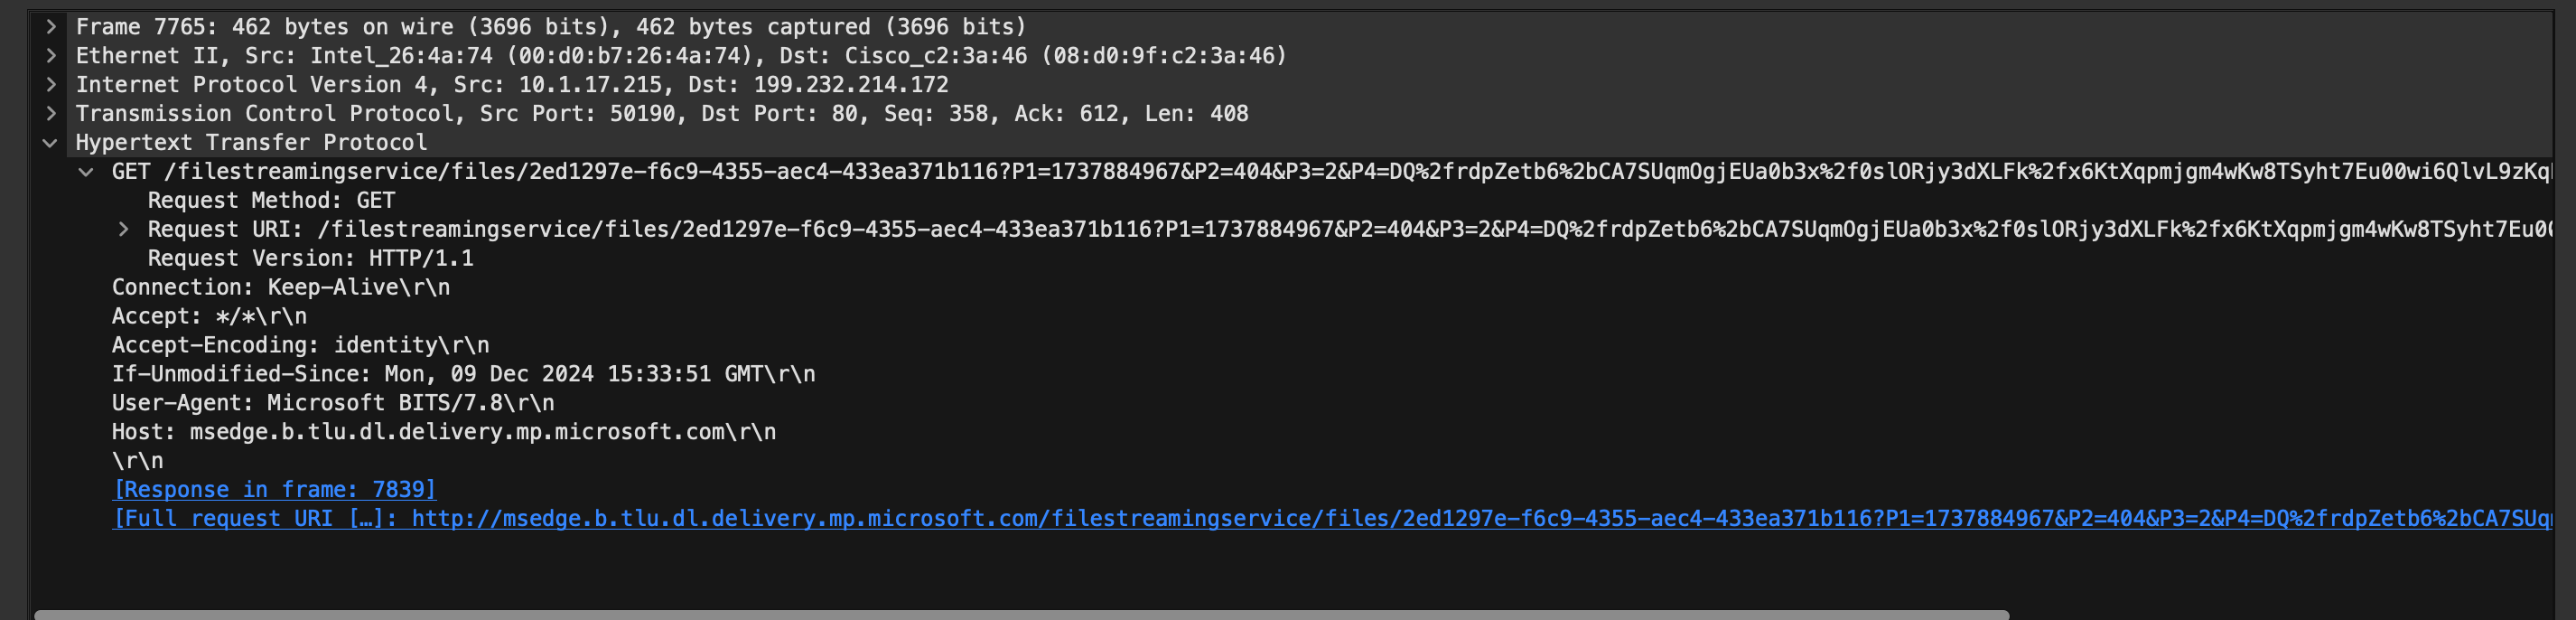 Frame 7765: 462 bytes on wire (3696 bits), 462 bytes captured (3696 bits)
Ethernet II, Src: Intel_26:4a:74 (00:d0:b7:26:4a:74), Dst: Cisco_c2:3a:46 (08:d0:9f:c2:3a:46)
Internet Protocol Version 4, Src: 10.1.17.215, Dst: 199.232.214.172
Transmission Control Protocol, Src Port: 50190, Dst Port: 80, Seq: 358, Ack: 612, Len: 408
Hypertext Transfer Protocol
GET /filestreamingservice/files/2ed1297e-f6c9-4355-aec4-433ea371b116?P1=1737884967&P2=404&P3=2&P4=DQ%2frdpZetb6%2bCA7SUqmOgjEUa0b3x%2f0slORjy3dXLFk%2fx6KtXqpmjgm4wKw8TSyht7Eu00wi6QlvL9zKq
Request Method: GET
Request URI: /filestreamingservice/files/2ed1297e-f6c9-4355-aec4-433ea371b116?P1=1737884967&P2=404&P3=2&P4=DQ%2frdpZetb6%2bCA7SUqmOgjEUa0b3x%2f0slORjy3dXLFk%2fx6KtXqpmjgm4wKw8TSyht7Eu0
Request Version: HTTP/1.1
Connection: Keep-Alive\r\n
Accept: */*\r\n
Accept-Encoding: identity\r\n
If-Unmodified-Since: Mon, 09 Dec 2024 15:33:51 GMT\r\n
User-Agent: Microsoft BITS/7.8\r\n
Host: msedge.b.tlu.dl.delivery.mp.microsoft.com\r\n
\r\n
[Response in frame: 7839]
[Full request URI […]: http://msedge.b.tlu.dl.delivery.mp.microsoft.com/filestreamingservice/files/2ed1297e-f6c9-4355-aec4-433ea371b116?P1=1737884967&P2=404&P3=2&P4=DQ%2frdpZetb6%2bCA7SUq